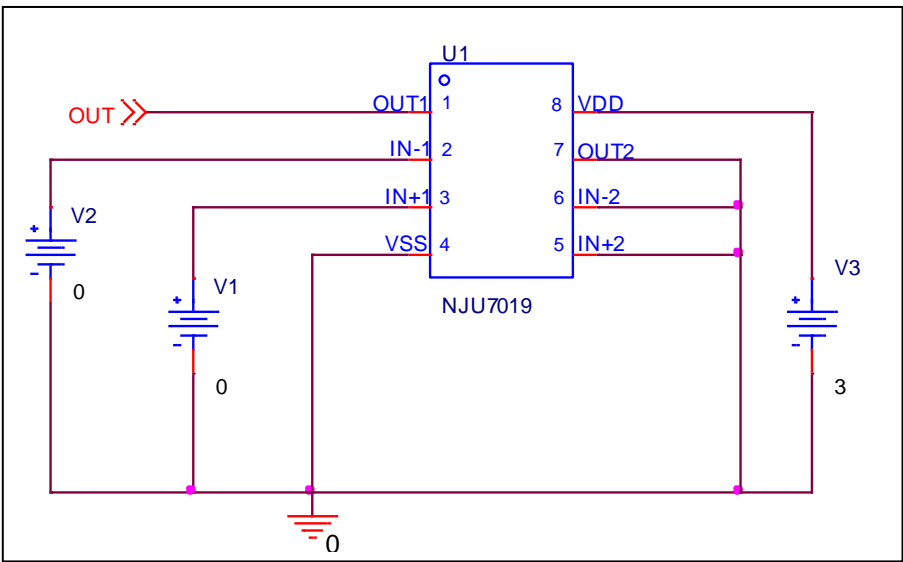 U1
OUT
OUT1 1
8 VDD
IN-1 2
7 OUT2
IN+1 3
6 IN-2
VSS 4
5 IN+2
V2
0
V1
0
V3
3
NJU7019
+
-
+
-
+
-
0